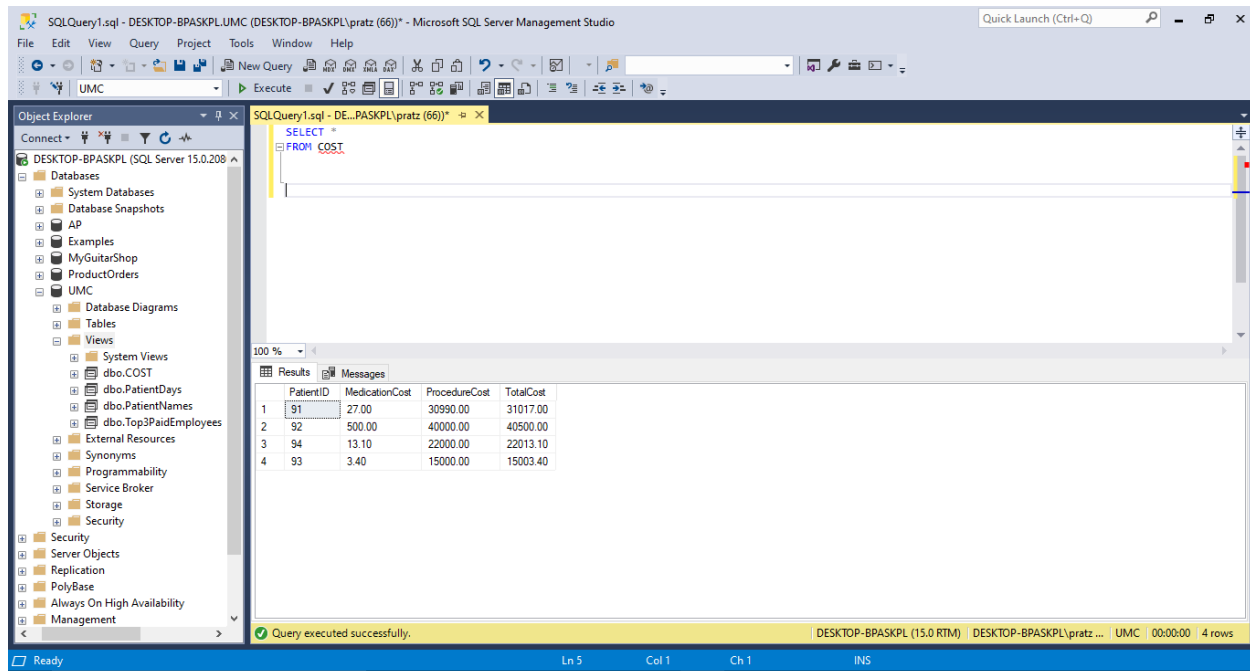 SQLQuery1.sql - DESKTOP-BPASKPL.UMC (DESKTOP-BPASKPL\pratz (66))* - Microsoft SQL Server Management Studio
Quick Launch (Ctrl+Q)
File Edit View Query Project Tools Window Help
New Query
UMC
Execute
Object Explorer
Connect
DESKTOP-BPASKPL (SQL Server 15.0.208
Databases
System Databases
Database Snapshots
AP
Examples
MyGuitarShop
ProductOrders
UMC
Database Diagrams
Tables
Views
System Views
dbo.COST
dbo.PatientDays
dbo.PatientNames
dbo.Top3PaidEmployees
External Resources
Synonyms
Programmability
Service Broker
Storage
Security
Security
Server Objects
Replication
PolyBase
Always On High Availability
Management
SQLQuery1.sql - DE...PASKPL\pratz (66))*
SELECT *
FROM COST
100 %
Results Messages
PatientID MedicationCost ProcedureCost TotalCost
1 91 27.00 30990.00 31017.00
2 92 500.00 40000.00 40500.00
3 94 13.10 22000.00 22013.10
4 93 3.40 15000.00 15003.40
Query executed successfully.
DESKTOP-BPASKPL (15.0 RTM) DESKTOP-BPASKPL\pratz ... UMC 00:00:00 4 rows
Ready Ln 5 Col 1 Ch 1 INS